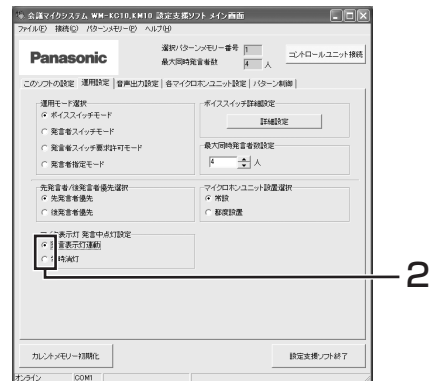 会議マイクシステム WM-KC10,KM10 設定支援ソフト メイン画面
ファイル(F) 接続(C) パターンメモリー(P) ヘルプ(H)
Panasonic
選択パターンメモリー番号 1
最大同時発言者数 4 人
コントロールユニット接続
このソフトの設定 運用設定 音声出力設定 各マイクロホンユニット設定 パターン制御
運用モード選択
ボイススイッチモード
発言者スイッチモード
発言者スイッチ要求許可モード
発言者指定モード
ボイススイッチ詳細設定
詳細設定
最大同時発言者数設定
4 人
先発言者/後発言者優先選択
先発言者優先
後発言者優先
マイクロホンユニット設置選択
常設
都度設置
表示灯 発言中点灯設定
言表示灯連動
時消灯
2
カレントメモリー初期化
設定支援ソフト終了
オンライン COM1